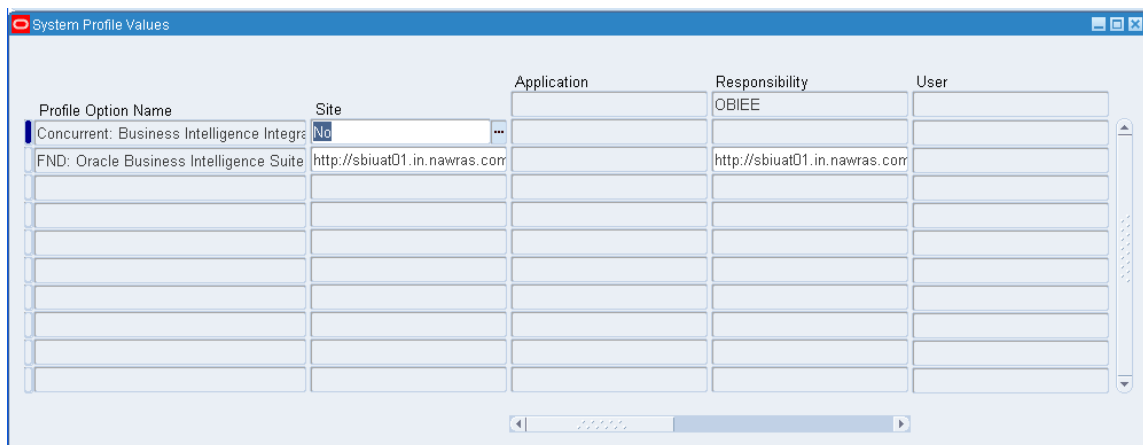 System Profile Values
Application Responsibility User
OBIEE
Profile Option Name Site
Concurrent: Business Intelligence Integra No
FND: Oracle Business Intelligence Suite http://sbiuat01.in.nawras.com http://sbiuat01.in.nawras.com